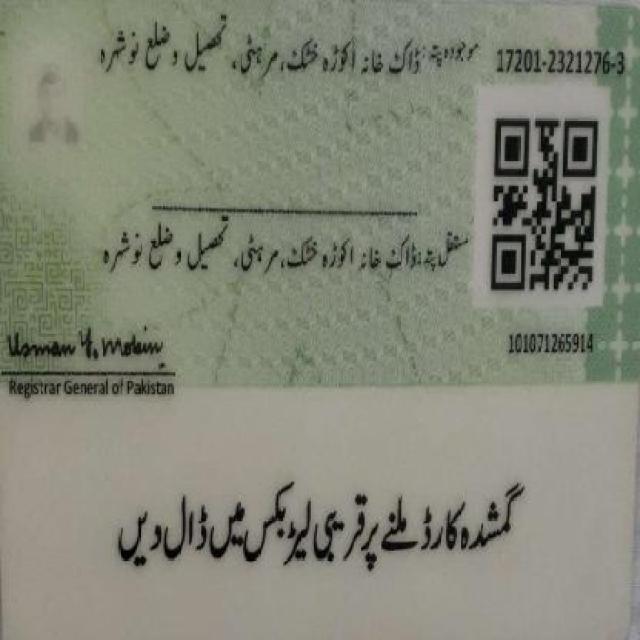 موجودہ پتہ: ڈاک خانہ اکوڑہ خٹک، مرہٹی، تحصیل و ضلع نوشہرہ
17201-2321276-3
مستقل پتہ: ڈاک خانہ اکوڑہ خٹک، مرہٹی، تحصیل و ضلع نوشہرہ
101071265914
Usman Y. Mobin
Registrar General of Pakistan
گمشدہ کارڈ ملنے پر قریبی لیٹر بکس میں ڈال دیں